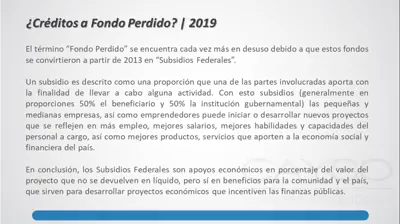 ¿Créditos a Fondo Perdido? | 2019
El término “Fondo Perdido” se encuentra cada vez más en desuso debido a que estos fondos
se convirtieron a partir de 2013 en “Subsidios Federales”.
Un subsidio es descrito como una proporción que una de las partes involucradas aporta con
la finalidad de llevar a cabo alguna actividad. Con esto subsidios (generalmente en
proporciones 50% el beneficiario y 50% la institución gubernamental) las pequeñas y
medianas empresas, así como emprendedores puede iniciar o desarrollar nuevos proyectos
que se reflejen en más empleo, mejores salarios, mejores habilidades y capacidades del
personal a cargo, así como mejores productos, servicios que aporten a la economía social y
financiera del país.
En conclusión, los Subsidios Federales son apoyos económicos en porcentaje del valor del
proyecto que no se devuelven en líquido, pero sí en beneficios para la comunidad y el país,
que sirven para desarrollar proyectos económicos que incentiven las finanzas públicas.